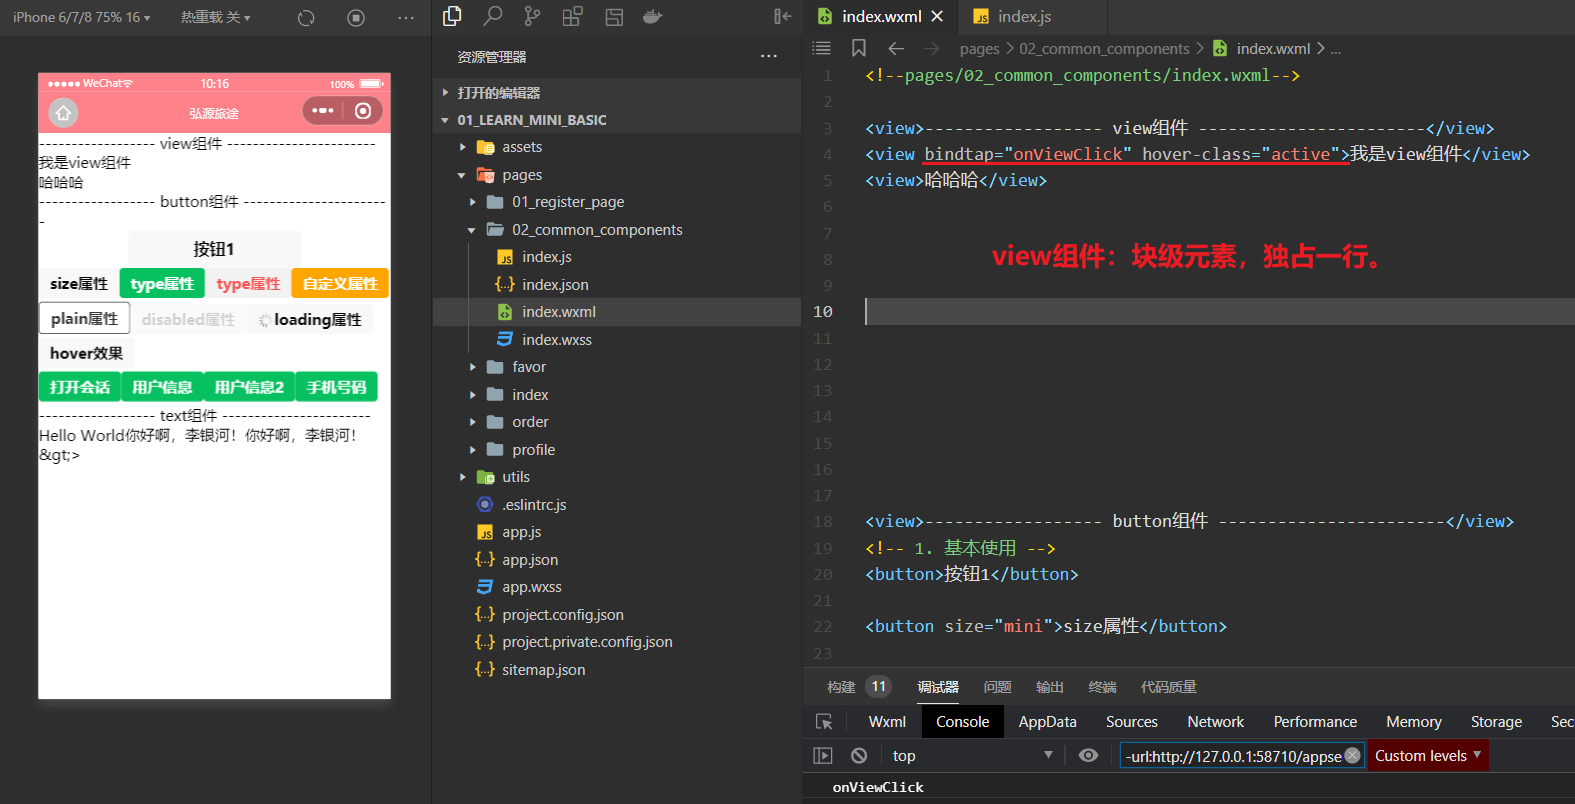 iPhone 6/7/8 75% 16
热重载 关
WeChat
10:16
100%
弘源旅途
------------------ view组件 -----------------------
我是view组件
哈哈哈
------------------ button组件 ----------------------
-
按钮1
size属性 type属性 type属性 自定义属性
plain属性 disabled属性 loading属性
hover效果
打开会话 用户信息 用户信息2 手机号码
------------------ text组件 -----------------------
Hello World你好啊，李银河！你好啊，李银河！
&gt;>
资源管理器
打开的编辑器
01_LEARN_MINI_BASIC
assets
pages
01_register_page
02_common_components
index.js
index.json
index.wxml
index.wxss
favor
index
order
profile
utils
.eslintrc.js
app.js
app.json
app.wxss
project.config.json
project.private.config.json
sitemap.json
index.wxml
index.js
pages > 02_common_components > index.wxml > ...
1 <!--pages/02_common_components/index.wxml-->
2
3 <view>------------------ view组件 -----------------------</view>
4 <view bindtap="onViewClick" hover-class="active">我是view组件</view>
5 <view>哈哈哈</view>
6
7
view组件：块级元素，独占一行。
8
9
10
11
12
13
14
15
16
17
18 <view>------------------ button组件 -----------------------</view>
19 <!-- 1. 基本使用 -->
20 <button>按钮1</button>
21
22 <button size="mini">size属性</button>
23
构建 11 调试器 问题 输出 终端 代码质量
Wxml Console AppData Sources Network Performance Memory Storage Sec
top -url:http://127.0.0.1:58710/appse Custom levels
onViewClick